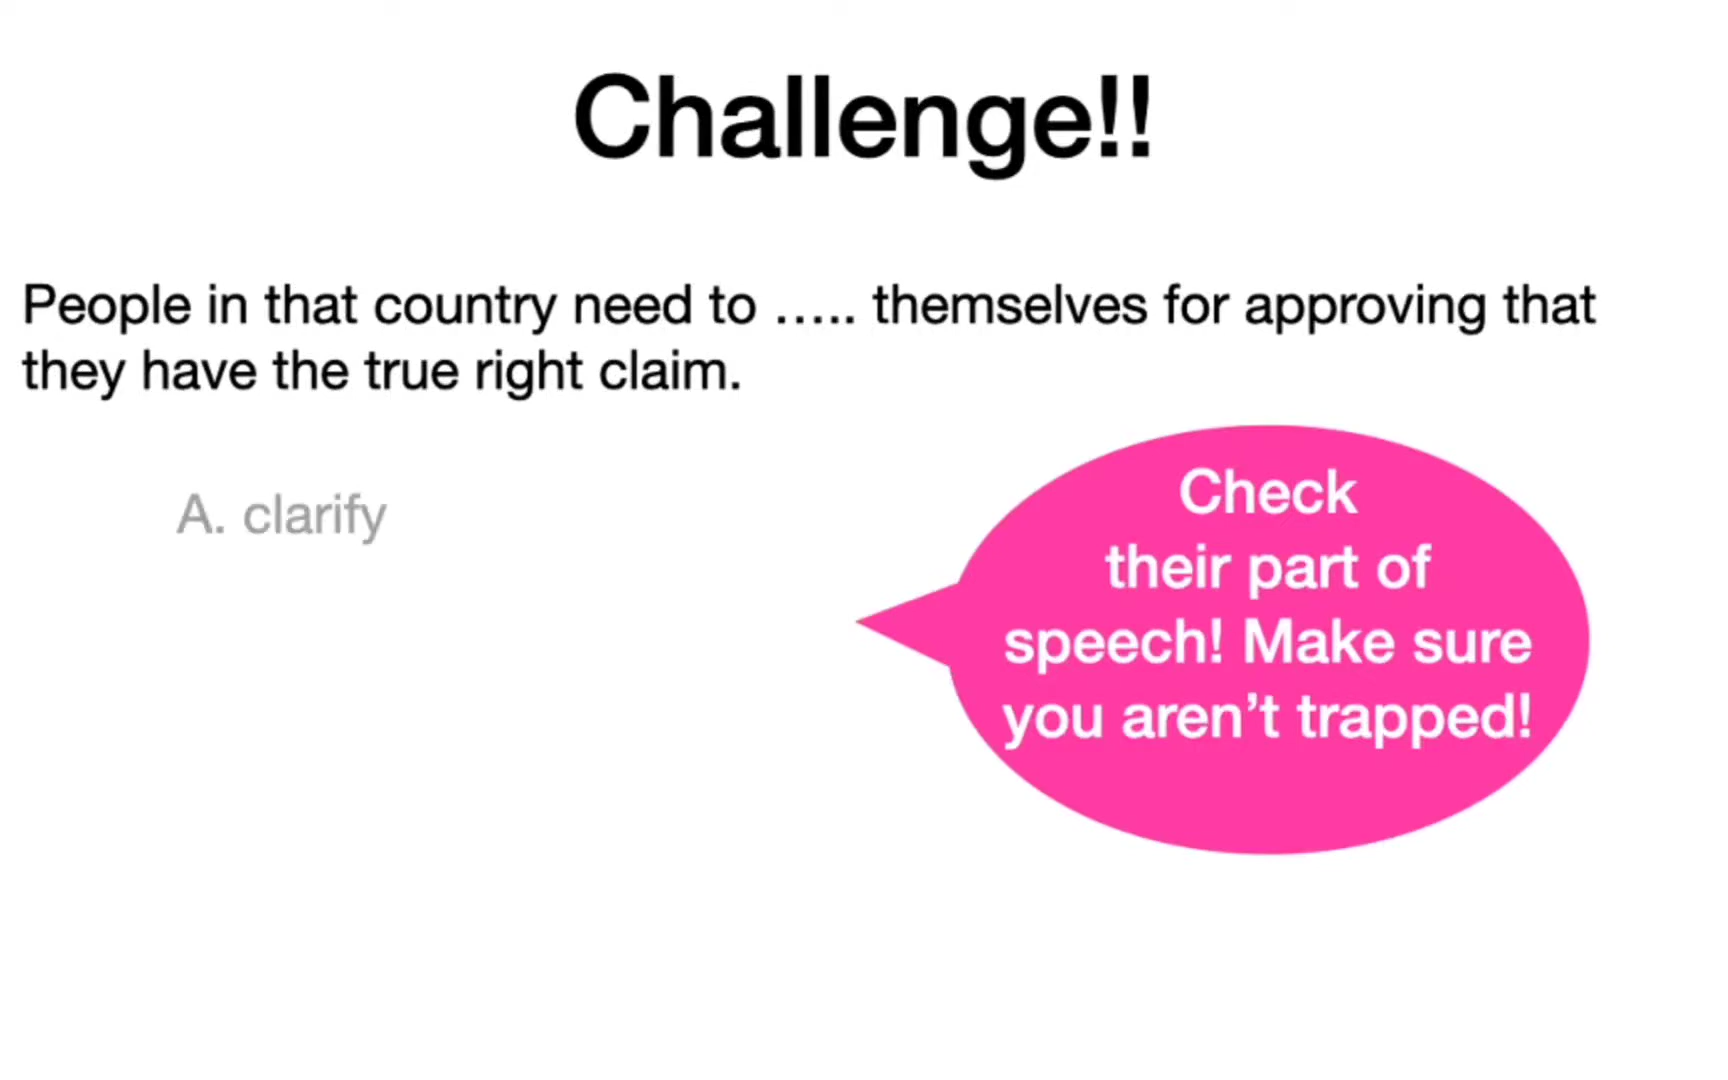 Challenge!!
People in that country need to ..... themselves for approving that
they have the true right claim.
A. clarify
Check
their part of
speech! Make sure
you aren’t trapped!